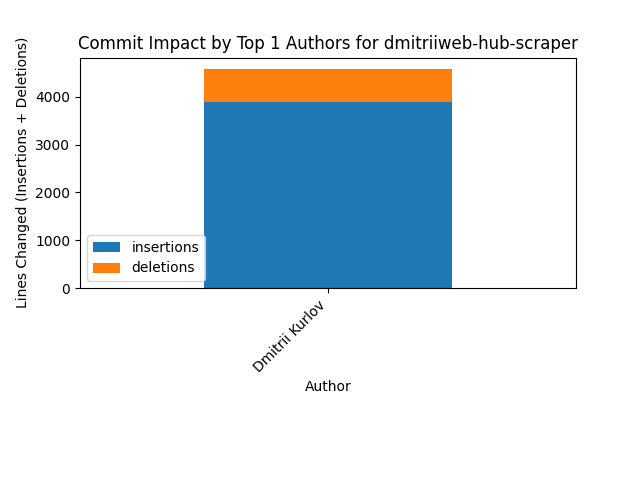 Commit Impact by Top 1 Authors for dmitriiweb-hub-scraper
Lines Changed (Insertions + Deletions)
4000
3000
2000
1000
0
insertions
deletions
Dmitrii Kurlov
Author